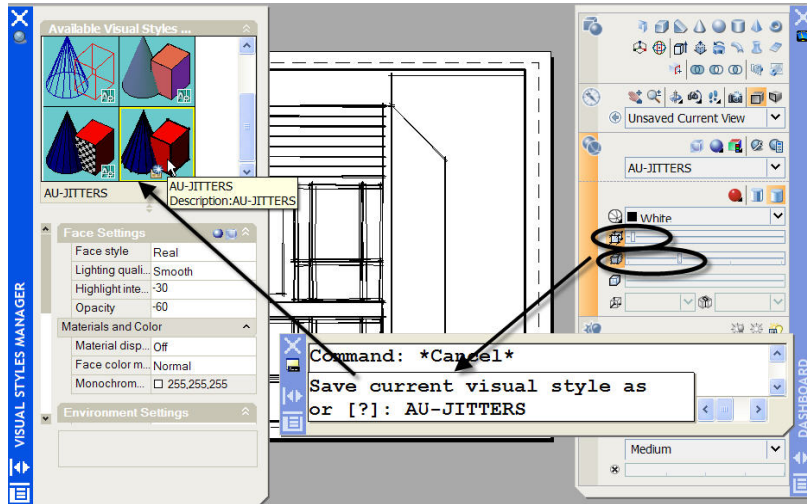 Available Visual Styles ...
AU-JITTERS
AU-JITTERS
Description:AU-JITTERS
Face Settings
Face style Real
Lighting quali... Smooth
Highlight inte... -30
Opacity -60
Materials and Color
Material disp... Off
Face color m... Normal
Monochrom... 255,255,255
Environment Settings
VISUAL STYLES MANAGER
Unsaved Current View
AU-JITTERS
White
Command: *Cancel*
Save current visual style as
or [?]: AU-JITTERS
Medium
DASHBOARD